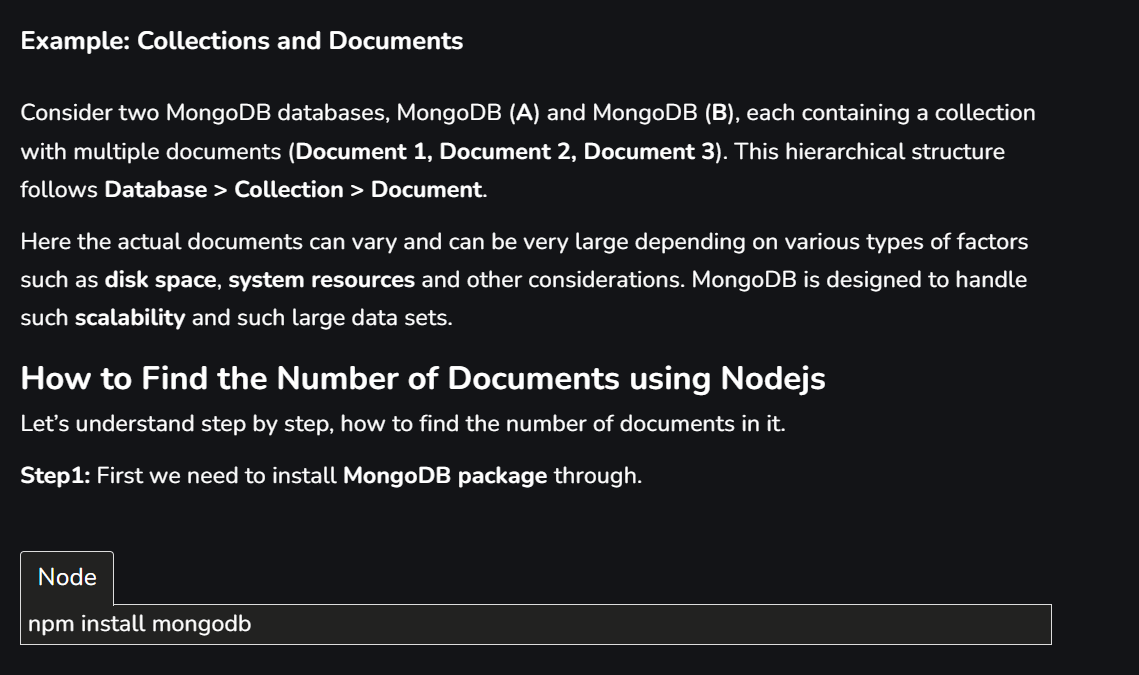 Example: Collections and Documents
Consider two MongoDB databases, MongoDB (A) and MongoDB (B), each containing a collection
with multiple documents (Document 1, Document 2, Document 3). This hierarchical structure
follows Database > Collection > Document.
Here the actual documents can vary and can be very large depending on various types of factors
such as disk space, system resources and other considerations. MongoDB is designed to handle
such scalability and such large data sets.
How to Find the Number of Documents using Nodejs
Let’s understand step by step, how to find the number of documents in it.
Step1: First we need to install MongoDB package through.
Node
npm install mongodb